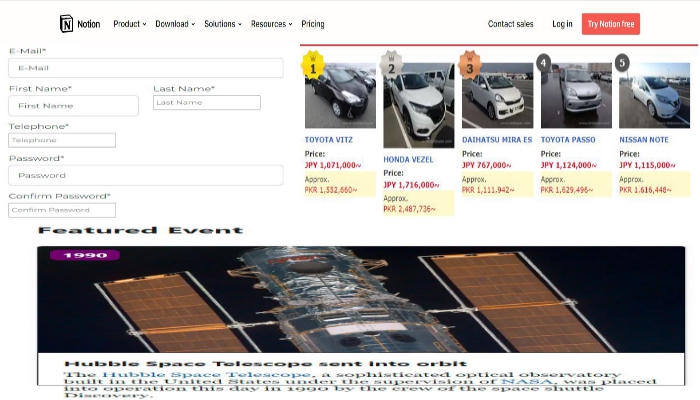 Notion
Product
Download
Solutions
Resources
Pricing
Contact sales
Log in
Try Notion free
E-Mail*
E-Mail
First Name*
Last Name*
First Name
Last Name
Telephone*
Telephone
Password*
Password
Confirm Password*
Confirm Password
1
TOYOTA VITZ
Price:
JPY 1,071,000~
Approx.
PKR 1,552,660~
2
HONDA VEZEL
Price:
JPY 1,716,000~
Approx.
PKR 2,487,736~
3
DAIHATSU MIRA ES
Price:
JPY 767,000~
Approx.
PKR 1,111,942~
4
TOYOTA PASSO
Price:
JPY 1,124,000~
Approx.
PKR 1,629,496~
5
NISSAN NOTE
Price:
JPY 1,115,000~
Approx.
PKR 1,616,448~
Featured Event
1990
Hubble Space Telescope sent into orbit
The Hubble Space Telescope, a sophisticated optical observatory
built in the United States under the supervision of NASA, was placed
into operation this day in 1990 by the crew of the space shuttle
Discovery.